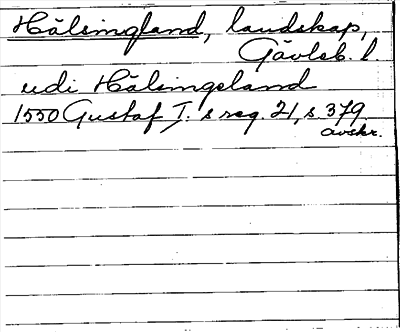 Hälsingland, landskap,
Gävleb. l.
udi Hälsingeland
1550 Gustaf I.s reg. 21, s 379
avskr.